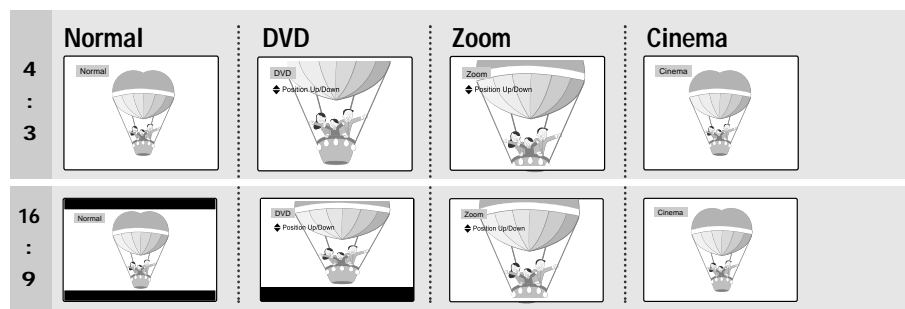 Normal DVD Zoom Cinema
4
:
3
Normal
DVD
Position Up/Down
Zoom
Position Up/Down
Cinema
16
:
9
Normal
DVD
Position Up/Down
Zoom
Position Up/Down
Cinema